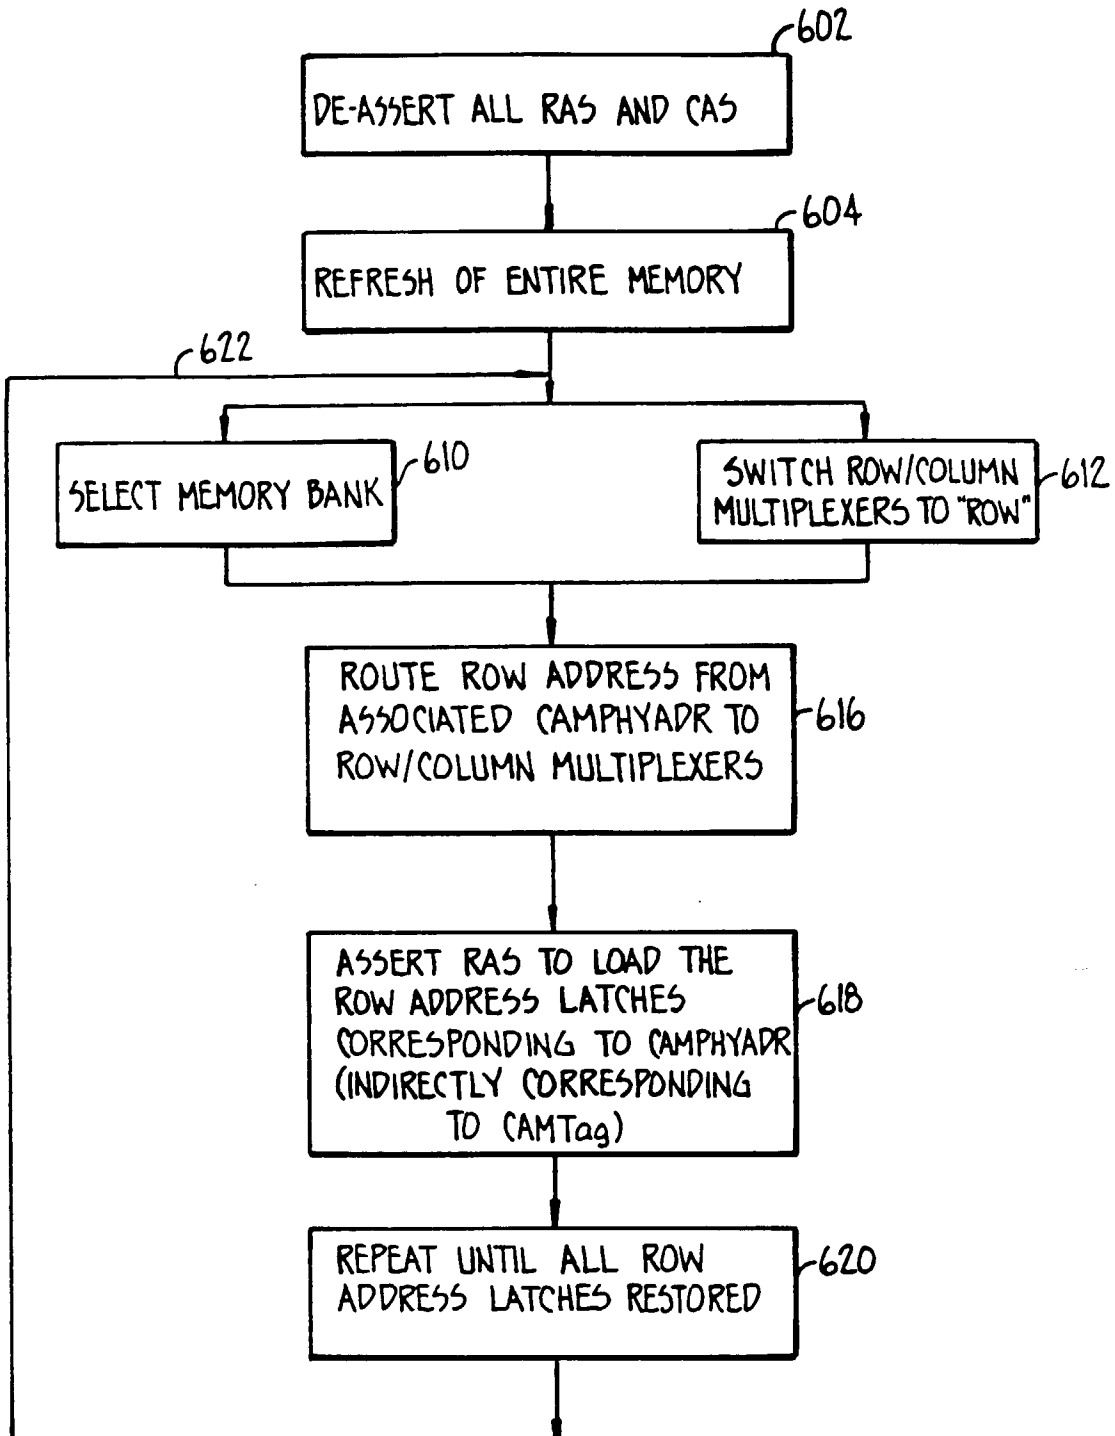 602
DE-ASSERT ALL RAS AND CAS
604
REFRESH OF ENTIRE MEMORY
622
SELECT MEMORY BANK
610
SWITCH ROW/COLUMN
MULTIPLEXERS TO "ROW"
612
ROUTE ROW ADDRESS FROM
ASSOCIATED CAMPHYADR TO
ROW/COLUMN MULTIPLEXERS
616
ASSERT RAS TO LOAD THE
ROW ADDRESS LATCHES
CORRESPONDING TO CAMPHYADR
(INDIRECTLY CORRESPONDING
TO CAMTag)
618
REPEAT UNTIL ALL ROW
ADDRESS LATCHES RESTORED
620